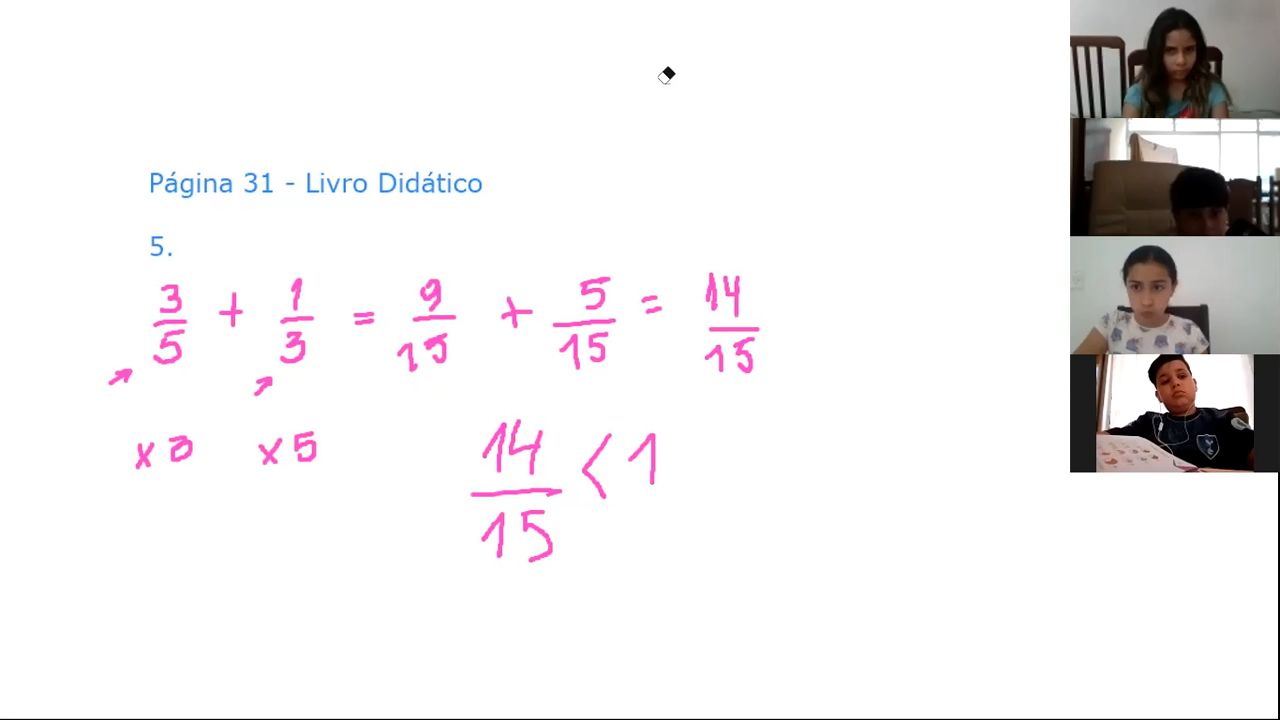 Página 31 - Livro Didático
5.
3/5 + 1/3 = 9/15 + 5/15 = 14/15
x3 x5
14/15 < 1